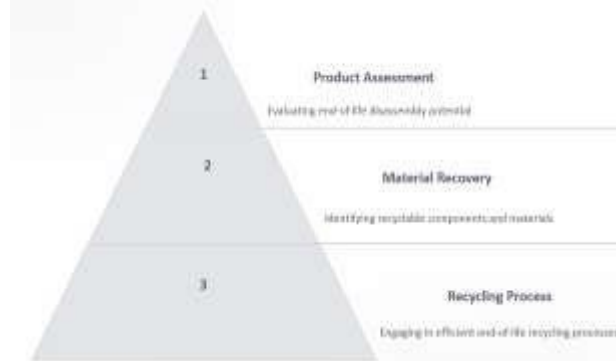 1
Product Assessment
Evaluating end-of-life disassembly potential
2
Material Recovery
Identifying recyclable components and materials
3
Recycling Process
Engaging in efficient end-of-life recycling processes